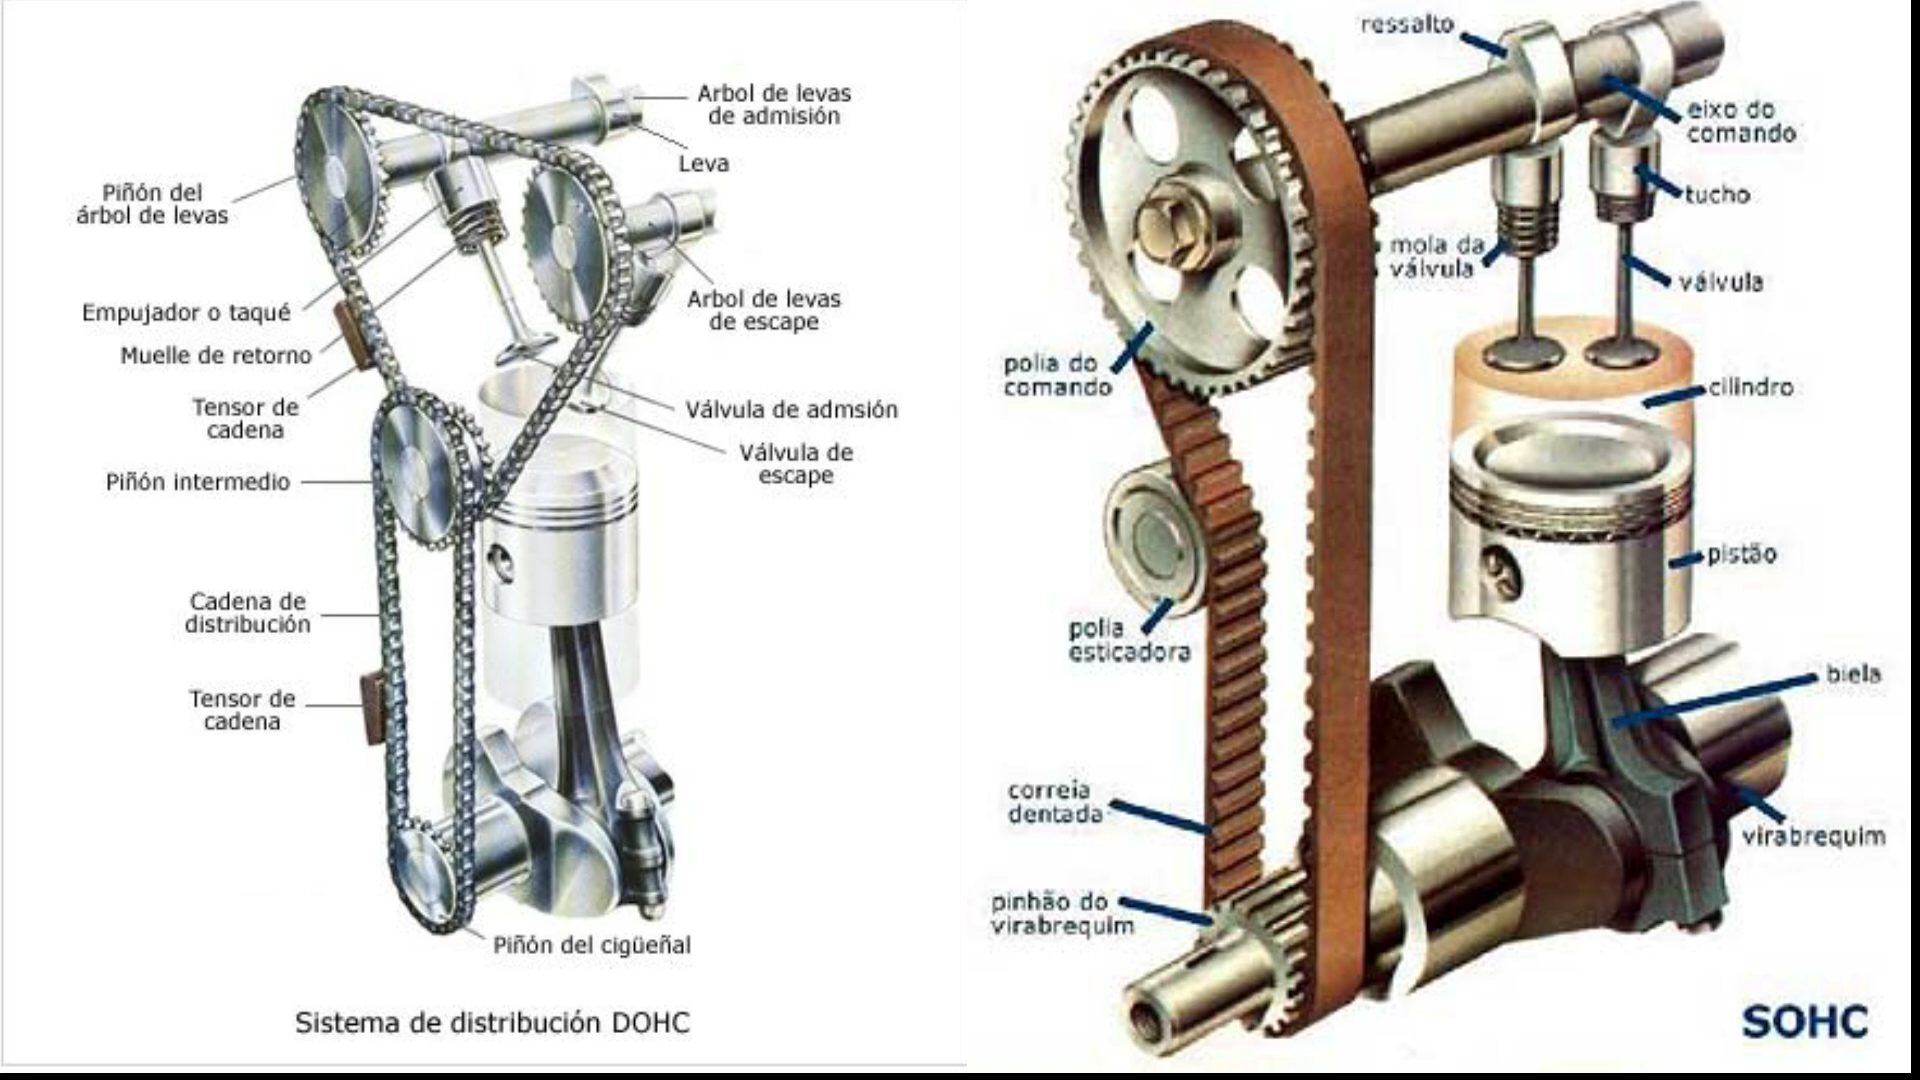 Arbol de levas
de admisión
Leva
Piñón del
árbol de levas
Empujador o taqué
Arbol de levas
de escape
Muelle de retorno
Tensor de
cadena
Válvula de admsión
Válvula de
escape
Piñón intermedio
Cadena de
distribución
Tensor de
cadena
Piñón del cigüeñal
Sistema de distribución DOHC
ressalto
eixo do
comando
tucho
mola da
válvula
válvula
polia do
comando
cilindro
pistão
polia
esticadora
biela
correia
dentada
virabrequim
pinhão do
virabrequim
SOHC